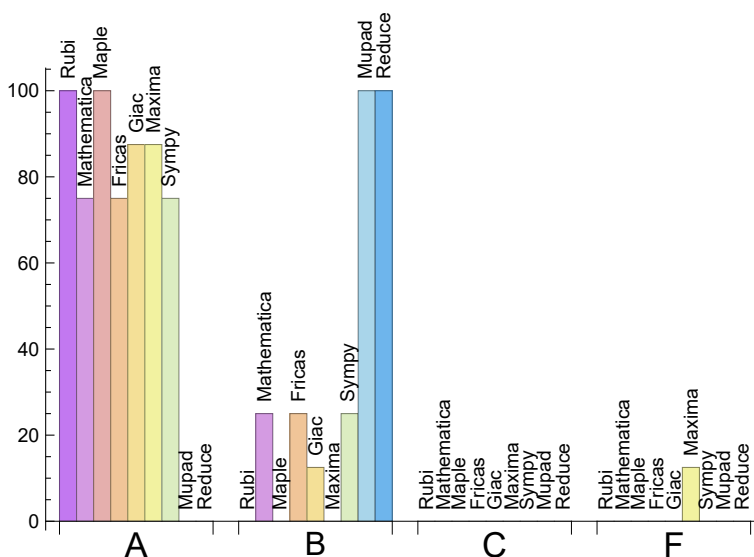 100
80
60
40
20
0
Rubi
Mathematica
Maple
Fricas
Giac
Maxima
Sympy
Mupad
Reduce
A
Rubi
Mathematica
Maple
Fricas
Giac
Maxima
Sympy
Mupad
Reduce
B
Rubi
Mathematica
Maple
Fricas
Giac
Maxima
Sympy
Mupad
Reduce
C
Rubi
Mathematica
Maple
Fricas
Giac
Maxima
Sympy
Mupad
Reduce
F